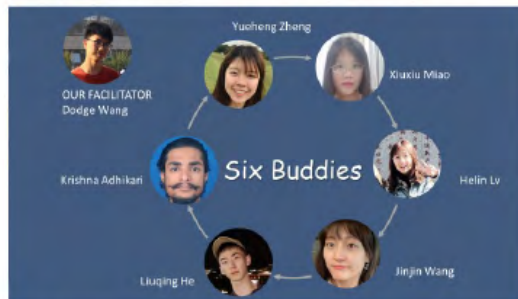 Yueheng Zheng
Xiuxiu Miao
OUR FACILITATOR
Dodge Wang
Krishna Adhikari
Six Buddies
Helin Lv
Liuqing He
Jinjin Wang